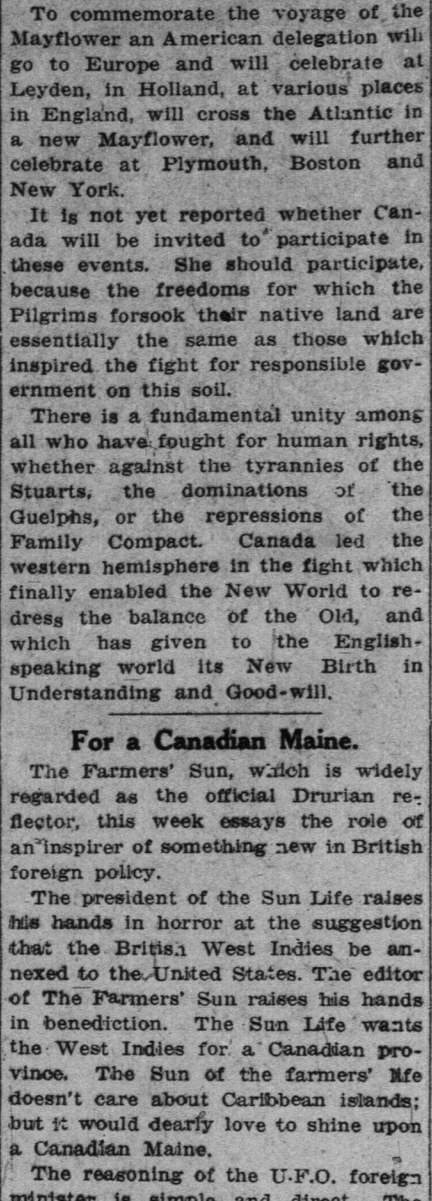 To commemorate the voyage of the
Mayflower an American delegation will
go to Europe and will celebrate at
Leyden, in Holland, at various places
in England, will cross the Atlantic in
a new Mayflower, and will further
celebrate at Plymouth, Boston and
New York.
It is not yet reported whether Can-
ada will be invited to participate in
these events. She should participate,
because the freedoms for which the
Pilgrims forsook their native land are
essentially the same as those which
inspired the fight for responsible gov-
ernment on this soil.
There is a fundamental unity among
all who have fought for human rights,
whether against the tyrannies of the
Stuarts, the dominations of the
Guelphs, or the repressions of the
Family Compact. Canada led the
western hemisphere in the fight which
finally enabled the New World to re-
dress the balance of the Old, and
which has given to the English-
speaking world its New Birth in
Understanding and Good-will.
For a Canadian Maine.
The Farmers' Sun, which is widely
regarded as the official Drurian re-
flector, this week essays the role of
an inspirer of something new in British
foreign policy.
The president of the Sun Life raises
his hands in horror at the suggestion
that the British West Indies be an-
nexed to the United States. The editor
of The Farmers' Sun raises his hands
in benediction. The Sun Life wants
the West Indies for a Canadian pro-
vince. The Sun of the farmers' life
doesn't care about Caribbean islands;
but it would dearly love to shine upon
a Canadian Maine.
The reasoning of the U.F.O. foreign
minister is simple and direct. The